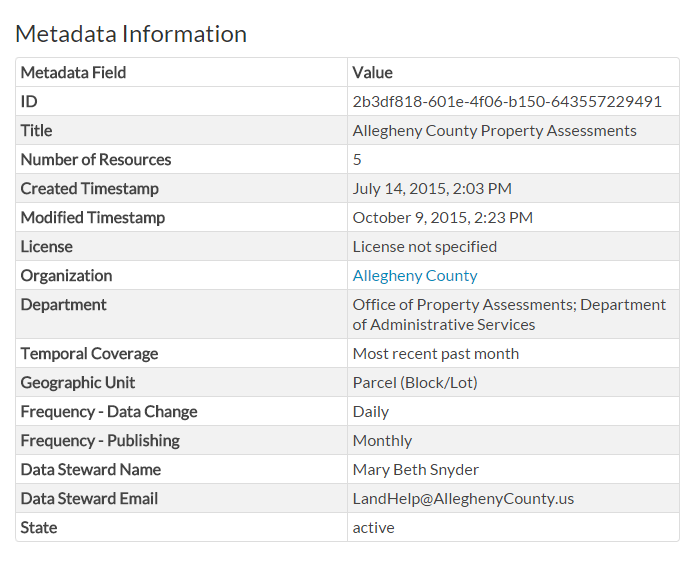 Metadata Information
Metadata Field Value
ID 2b3df818-601e-4f06-b150-643557229491
Title Allegheny County Property Assessments
Number of Resources 5
Created Timestamp July 14, 2015, 2:03 PM
Modified Timestamp October 9, 2015, 2:23 PM
License License not specified
Organization Allegheny County
Department Office of Property Assessments; Department
of Administrative Services
Temporal Coverage Most recent past month
Geographic Unit Parcel (Block/Lot)
Frequency - Data Change Daily
Frequency - Publishing Monthly
Data Steward Name Mary Beth Snyder
Data Steward Email LandHelp@AlleghenyCounty.us
State active